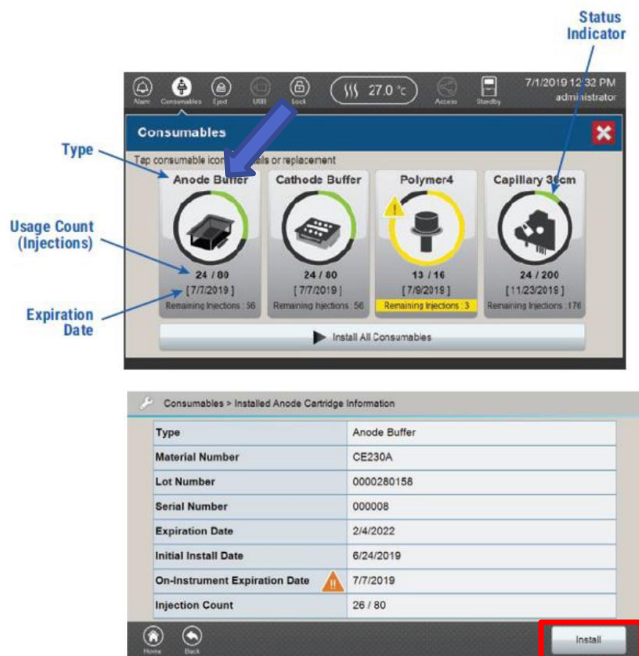 Status
Indicator
Alarm Consumables Eject USB Lock 27.0 °C Access Standby 7/1/2019 12:32 PM
administrator
Consumables
Type
Tap consumable icon ls or replacement
Anode Buffer Cathode Buffer Polymer4 Capillary 36cm
Usage Count
(Injections)
24 / 80 24 / 80 13 / 16 24 / 200
[7/7/2019] [7/7/2019] [7/9/2019] [11/23/2019]
Remaining Injections : 56 Remaining Injections : 56 Remaining Injections : 3 Remaining Injections : 176
Expiration
Date
Install All Consumables
Consumables > Installed Anode Cartridge Information
Type Anode Buffer
Material Number CE230A
Lot Number 0000280158
Serial Number 000008
Expiration Date 2/4/2022
Initial Install Date 6/24/2019
On-Instrument Expiration Date !! 7/7/2019
Injection Count 26 / 80
Home Back Install